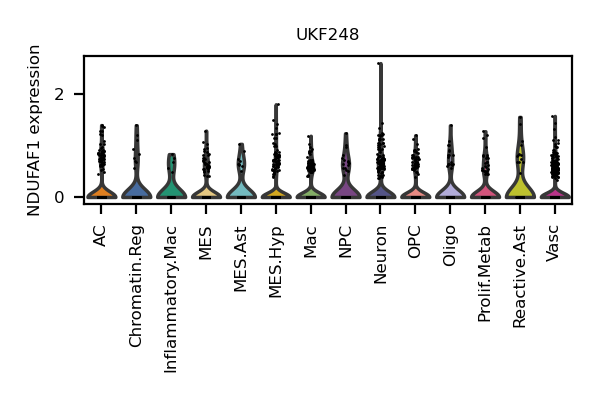 UKF248
NDUFAF1 expression
2
0
AC
Chromatin.Reg
Inflammatory.Mac
MES
MES.Ast
MES.Hyp
Mac
NPC
Neuron
OPC
Oligo
Prolif.Metab
Reactive.Ast
Vasc